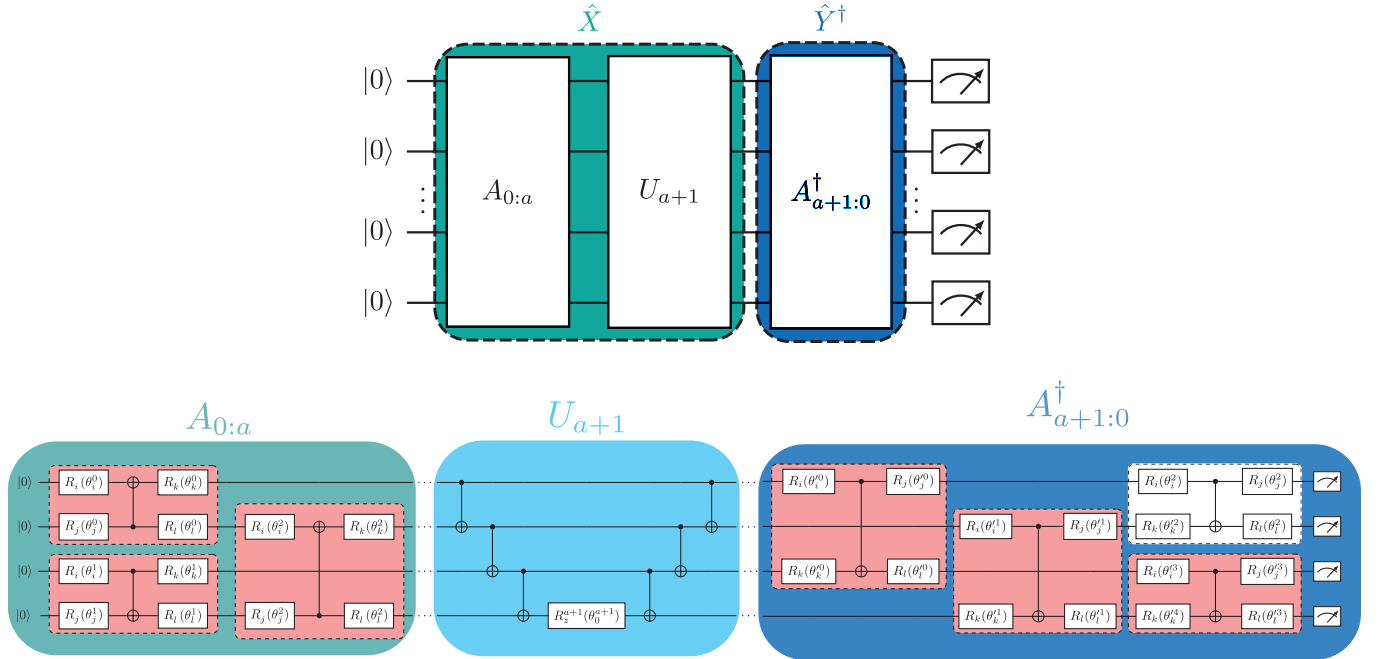 X̂ Ŷ†
|0⟩
|0⟩
⋮ A₀:ₐ Uₐ₊₁ A†ₐ₊₁:₀ ⋮
|0⟩
|0⟩
A₀:ₐ Uₐ₊₁ A†ₐ₊₁:₀
|0⟩ Rᵢ(θᵢ⁰) Rₖ(θₖ⁰) Rᵢ(θ'ᵢ⁰) Rⱼ(θ'ⱼ⁰) Rᵢ(θᵢ²) Rⱼ(θⱼ²)
|0⟩ Rⱼ(θⱼ⁰) Rₗ(θₗ⁰) Rᵢ(θᵢ²) Rₖ(θₖ²) Rᵢ(θ'ᵢ¹) Rⱼ(θ'ⱼ¹) Rₖ(θ'ₖ²) Rₗ(θₗ²)
|0⟩ Rᵢ(θᵢ¹) Rₖ(θₖ¹) Rₖ(θ'ₖ⁰) Rₗ(θ'ₗ⁰) Rᵢ(θ'ᵢ³) Rⱼ(θ'ⱼ³)
|0⟩ Rⱼ(θⱼ¹) Rₗ(θₗ¹) Rⱼ(θⱼ²) Rₗ(θₗ²) R_z^{a+1}(θ₀^{a+1}) Rₖ(θ'ₖ¹) Rₗ(θ'ₗ¹) Rₖ(θ'ₖ⁴) Rₗ(θ'ₗ³)